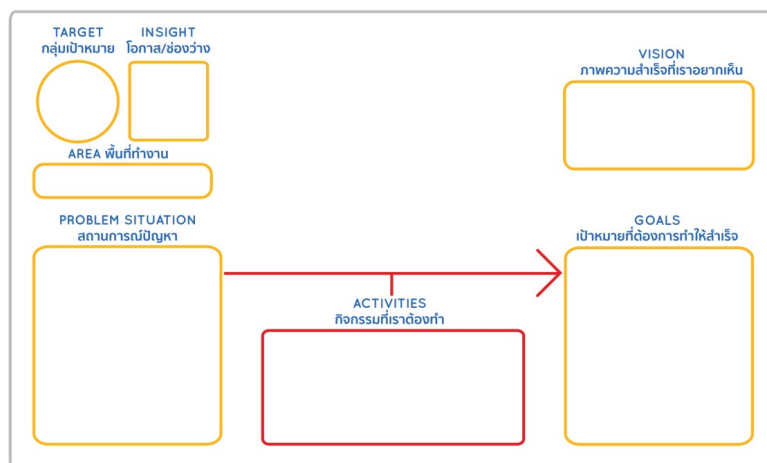 TARGET
กลุ่มเป้าหมาย
INSIGHT
โอกาส/ช่องว่าง
VISION
ภาพความสำเร็จที่เราอยากเห็น
AREA พื้นที่ทำงาน
PROBLEM SITUATION
สถานการณ์ปัญหา
GOALS
เป้าหมายที่ต้องการทำให้สำเร็จ
ACTIVITIES
กิจกรรมที่เราต้องทำ